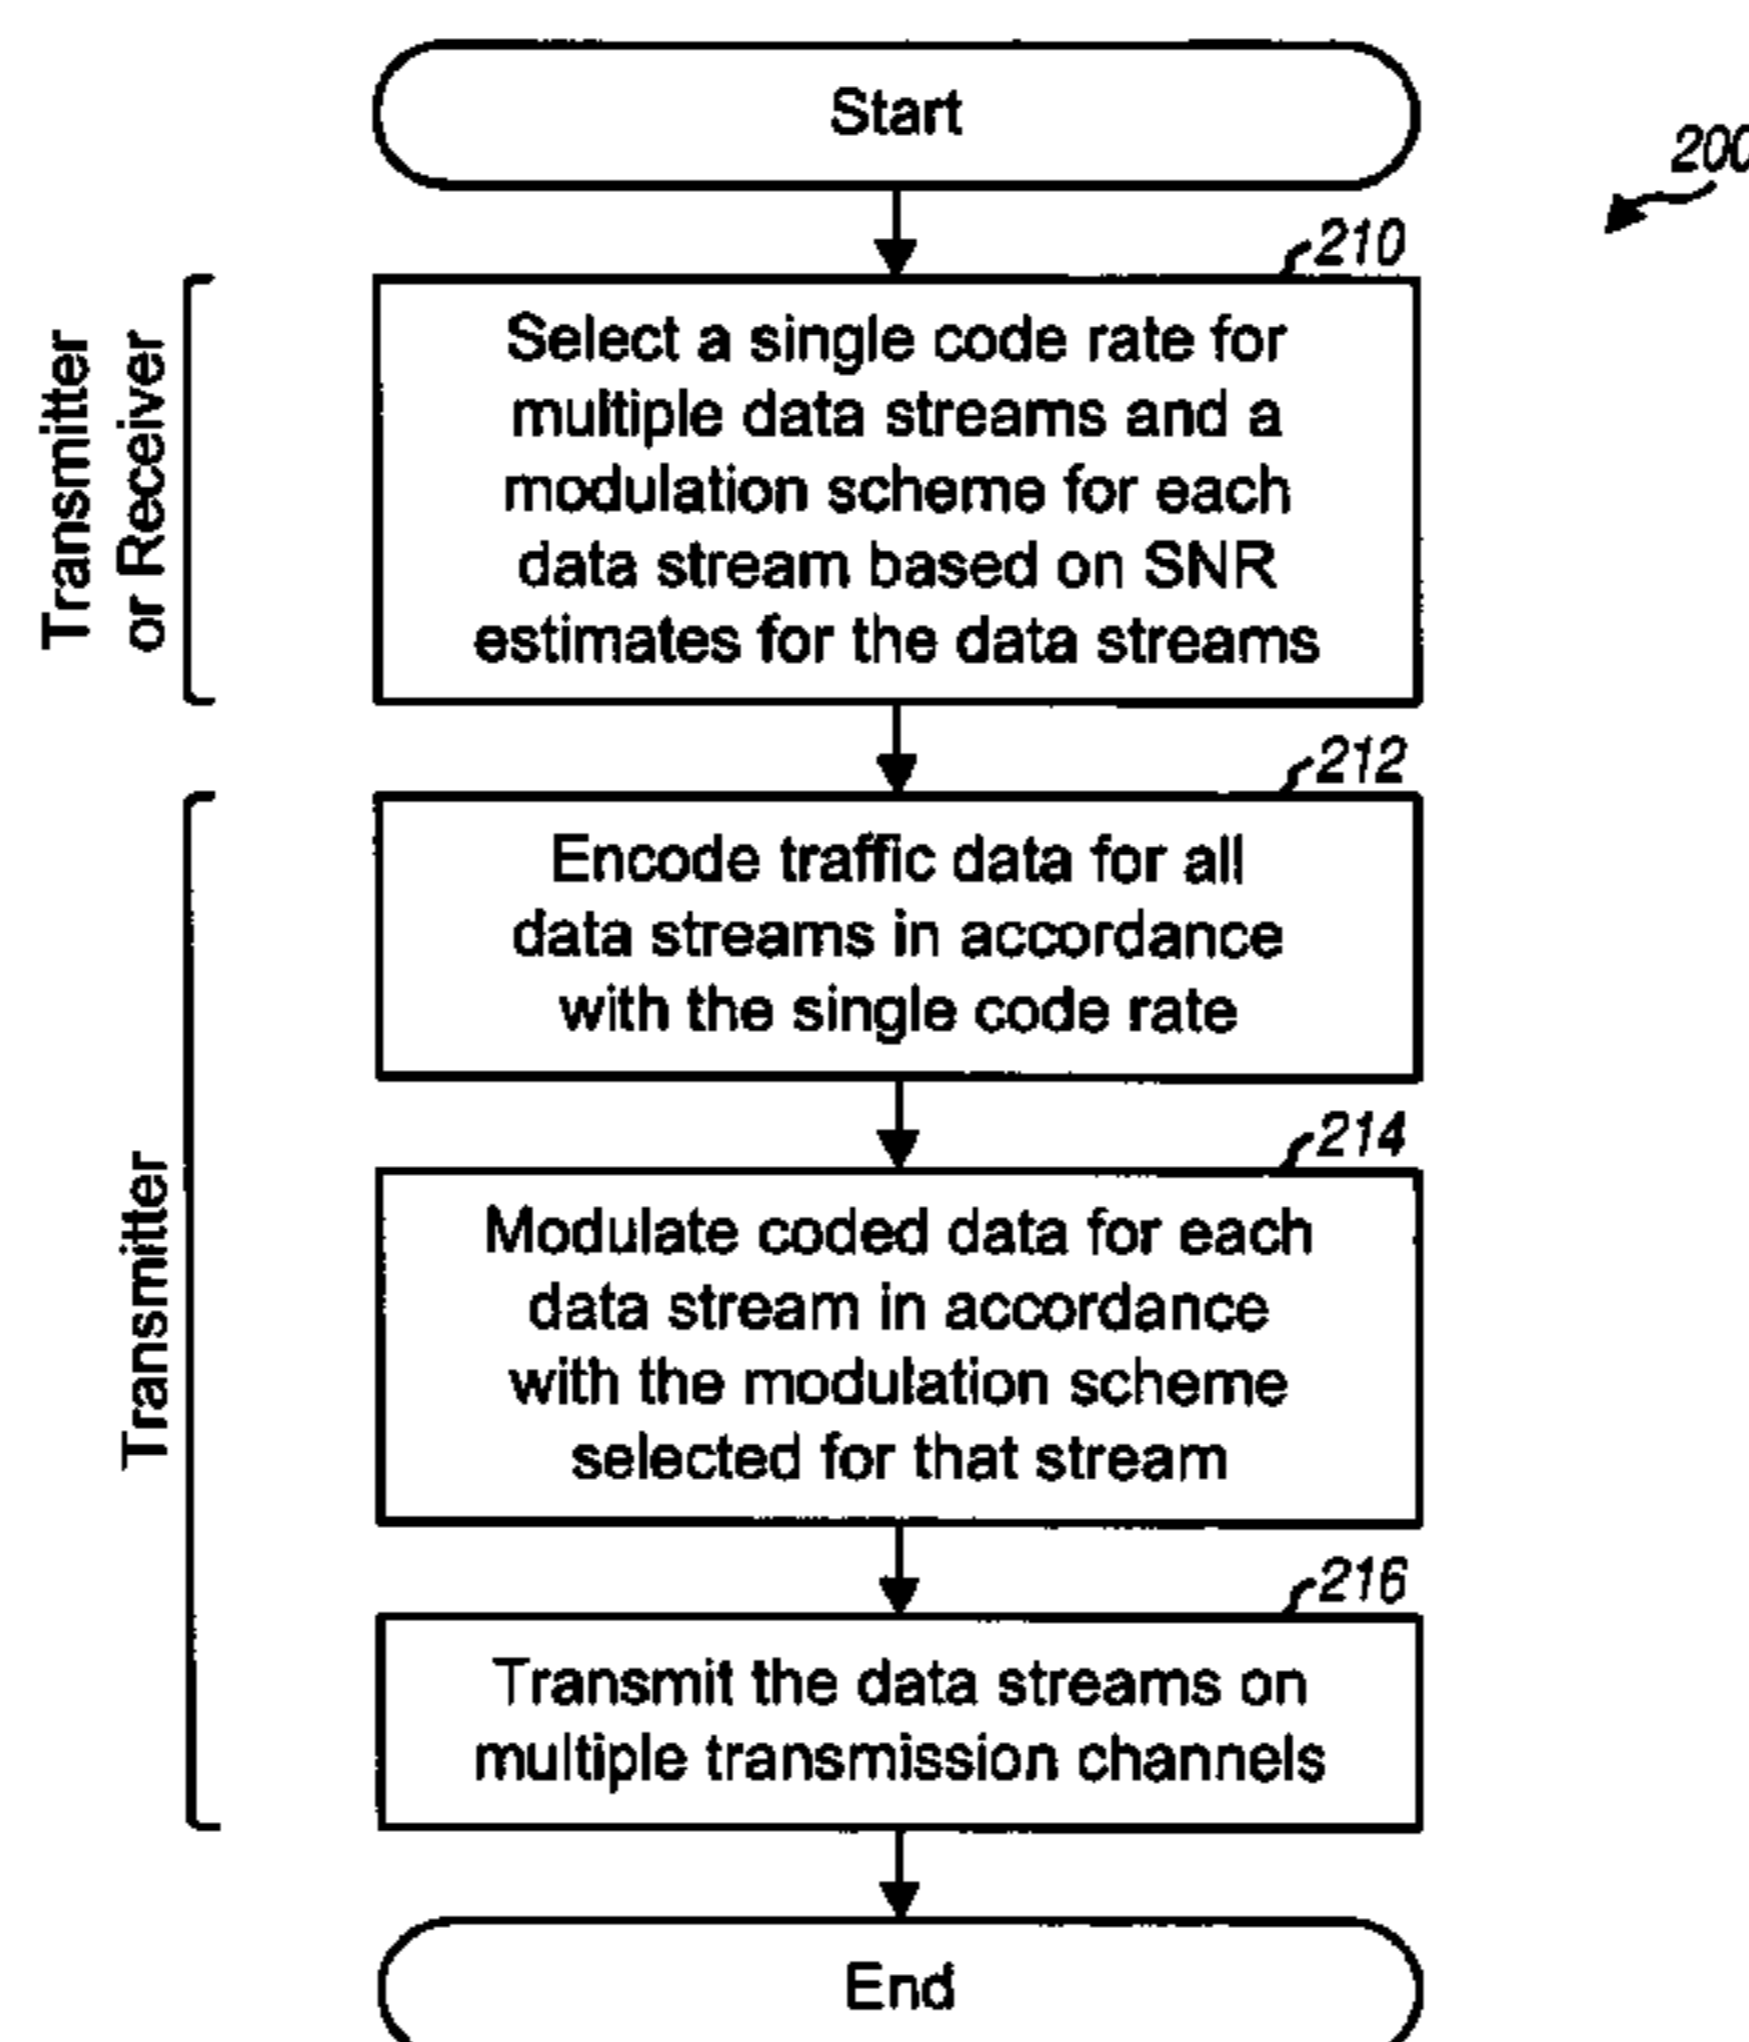 Start
200
210
Transmitter
or Receiver
Select a single code rate for
multiple data streams and a
modulation scheme for each
data stream based on SNR
estimates for the data streams
212
Transmitter
Encode traffic data for all
data streams in accordance
with the single code rate
214
Modulate coded data for each
data stream in accordance
with the modulation scheme
selected for that stream
216
Transmit the data streams on
multiple transmission channels
End